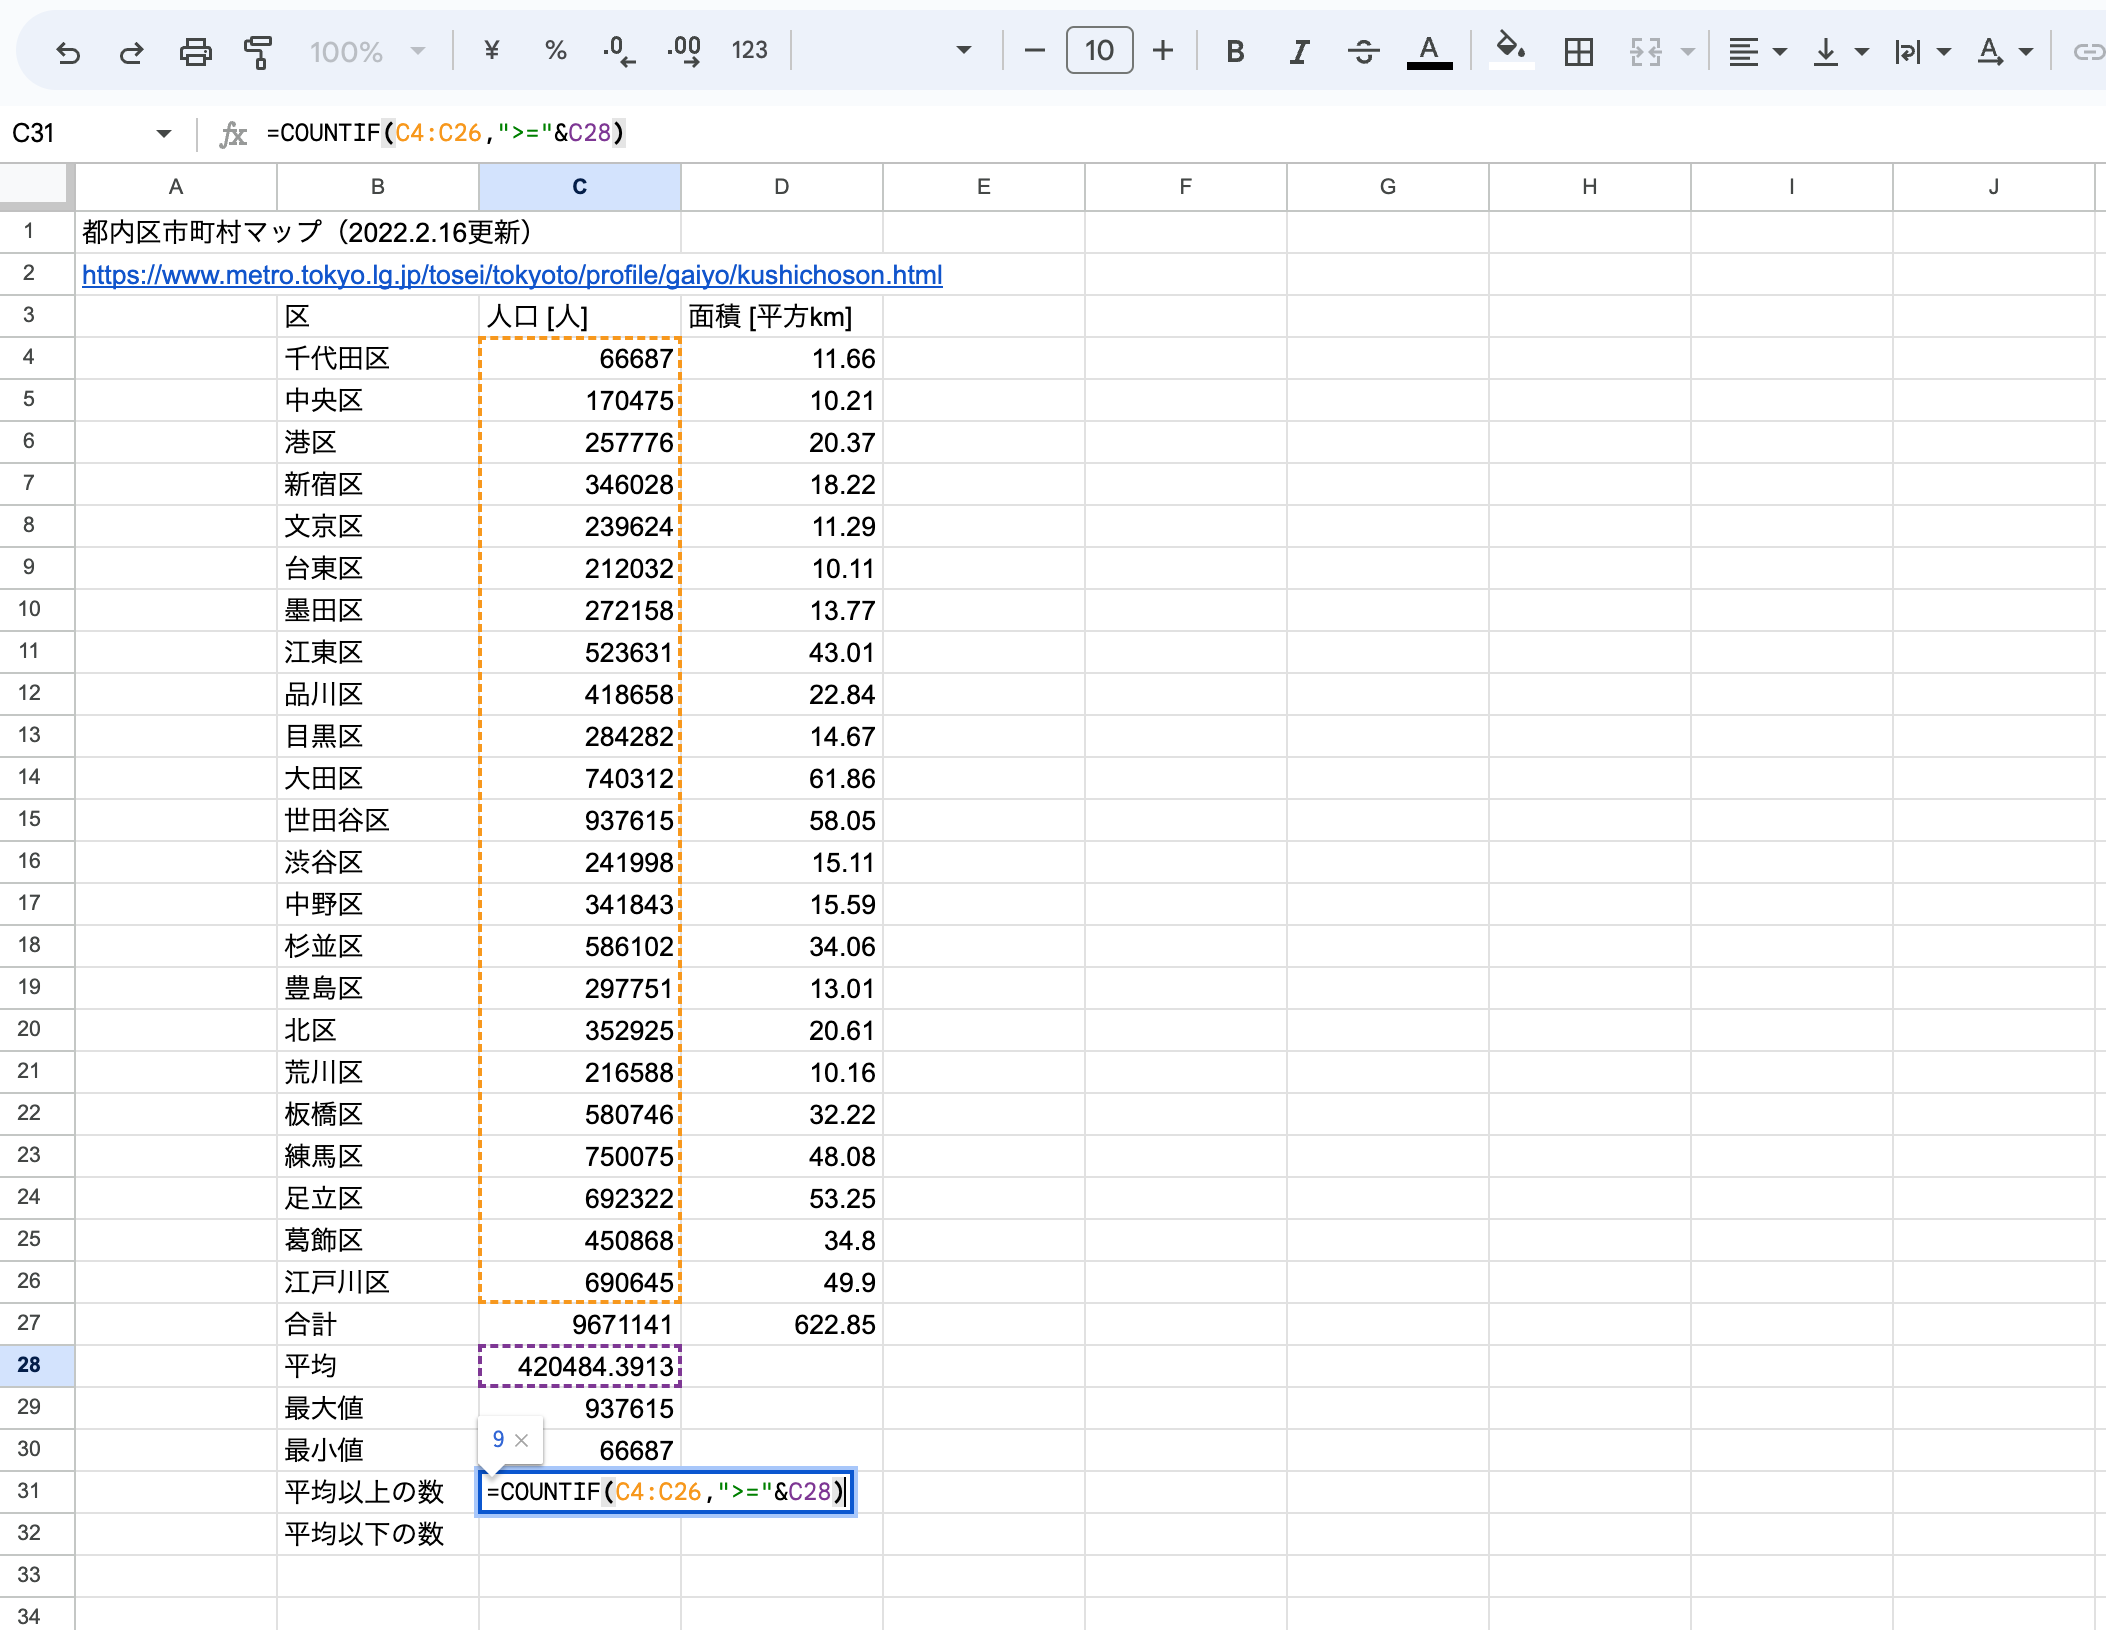 100% ¥ % .0 .00 123 10 B I S A A
C31 fx =COUNTIF(C4:C26,">="&C28)
A B C D E F G H I J
1 都内区市町村マップ（2022.2.16更新）
2 https://www.metro.tokyo.lg.jp/tosei/tokyoto/profile/gaiyo/kushichoson.html
3 区 人口 [人] 面積 [平方km]
4 千代田区 66687 11.66
5 中央区 170475 10.21
6 港区 257776 20.37
7 新宿区 346028 18.22
8 文京区 239624 11.29
9 台東区 212032 10.11
10 墨田区 272158 13.77
11 江東区 523631 43.01
12 品川区 418658 22.84
13 目黒区 284282 14.67
14 大田区 740312 61.86
15 世田谷区 937615 58.05
16 渋谷区 241998 15.11
17 中野区 341843 15.59
18 杉並区 586102 34.06
19 豊島区 297751 13.01
20 北区 352925 20.61
21 荒川区 216588 10.16
22 板橋区 580746 32.22
23 練馬区 750075 48.08
24 足立区 692322 53.25
25 葛飾区 450868 34.8
26 江戸川区 690645 49.9
27 合計 9671141 622.85
28 平均 420484.3913
29 最大値 937615
9 ×
30 最小値 66687
31 平均以上の数 =COUNTIF(C4:C26,">="&C28)
32 平均以下の数
33
34